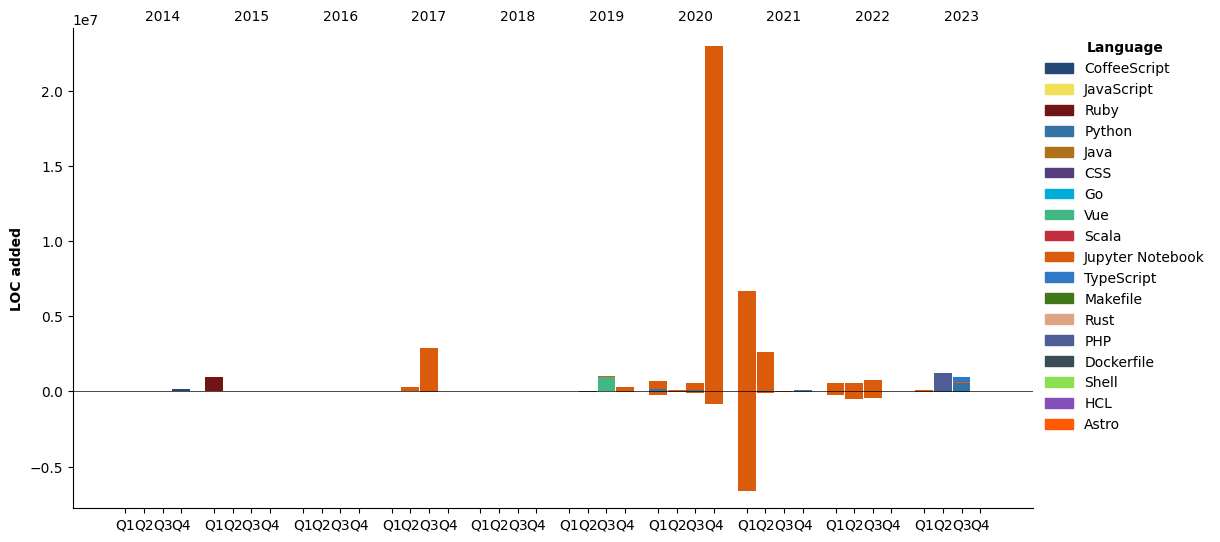 2014 2015 2016 2017 2018 2019 2020 2021 2022 2023
1e7
2.0
1.5
1.0
0.5
0.0
−0.5
LOC added
Q1Q2Q3Q4 Q1Q2Q3Q4 Q1Q2Q3Q4 Q1Q2Q3Q4 Q1Q2Q3Q4 Q1Q2Q3Q4 Q1Q2Q3Q4 Q1Q2Q3Q4 Q1Q2Q3Q4 Q1Q2Q3Q4
Language
CoffeeScript
JavaScript
Ruby
Python
Java
CSS
Go
Vue
Scala
Jupyter Notebook
TypeScript
Makefile
Rust
PHP
Dockerfile
Shell
HCL
Astro